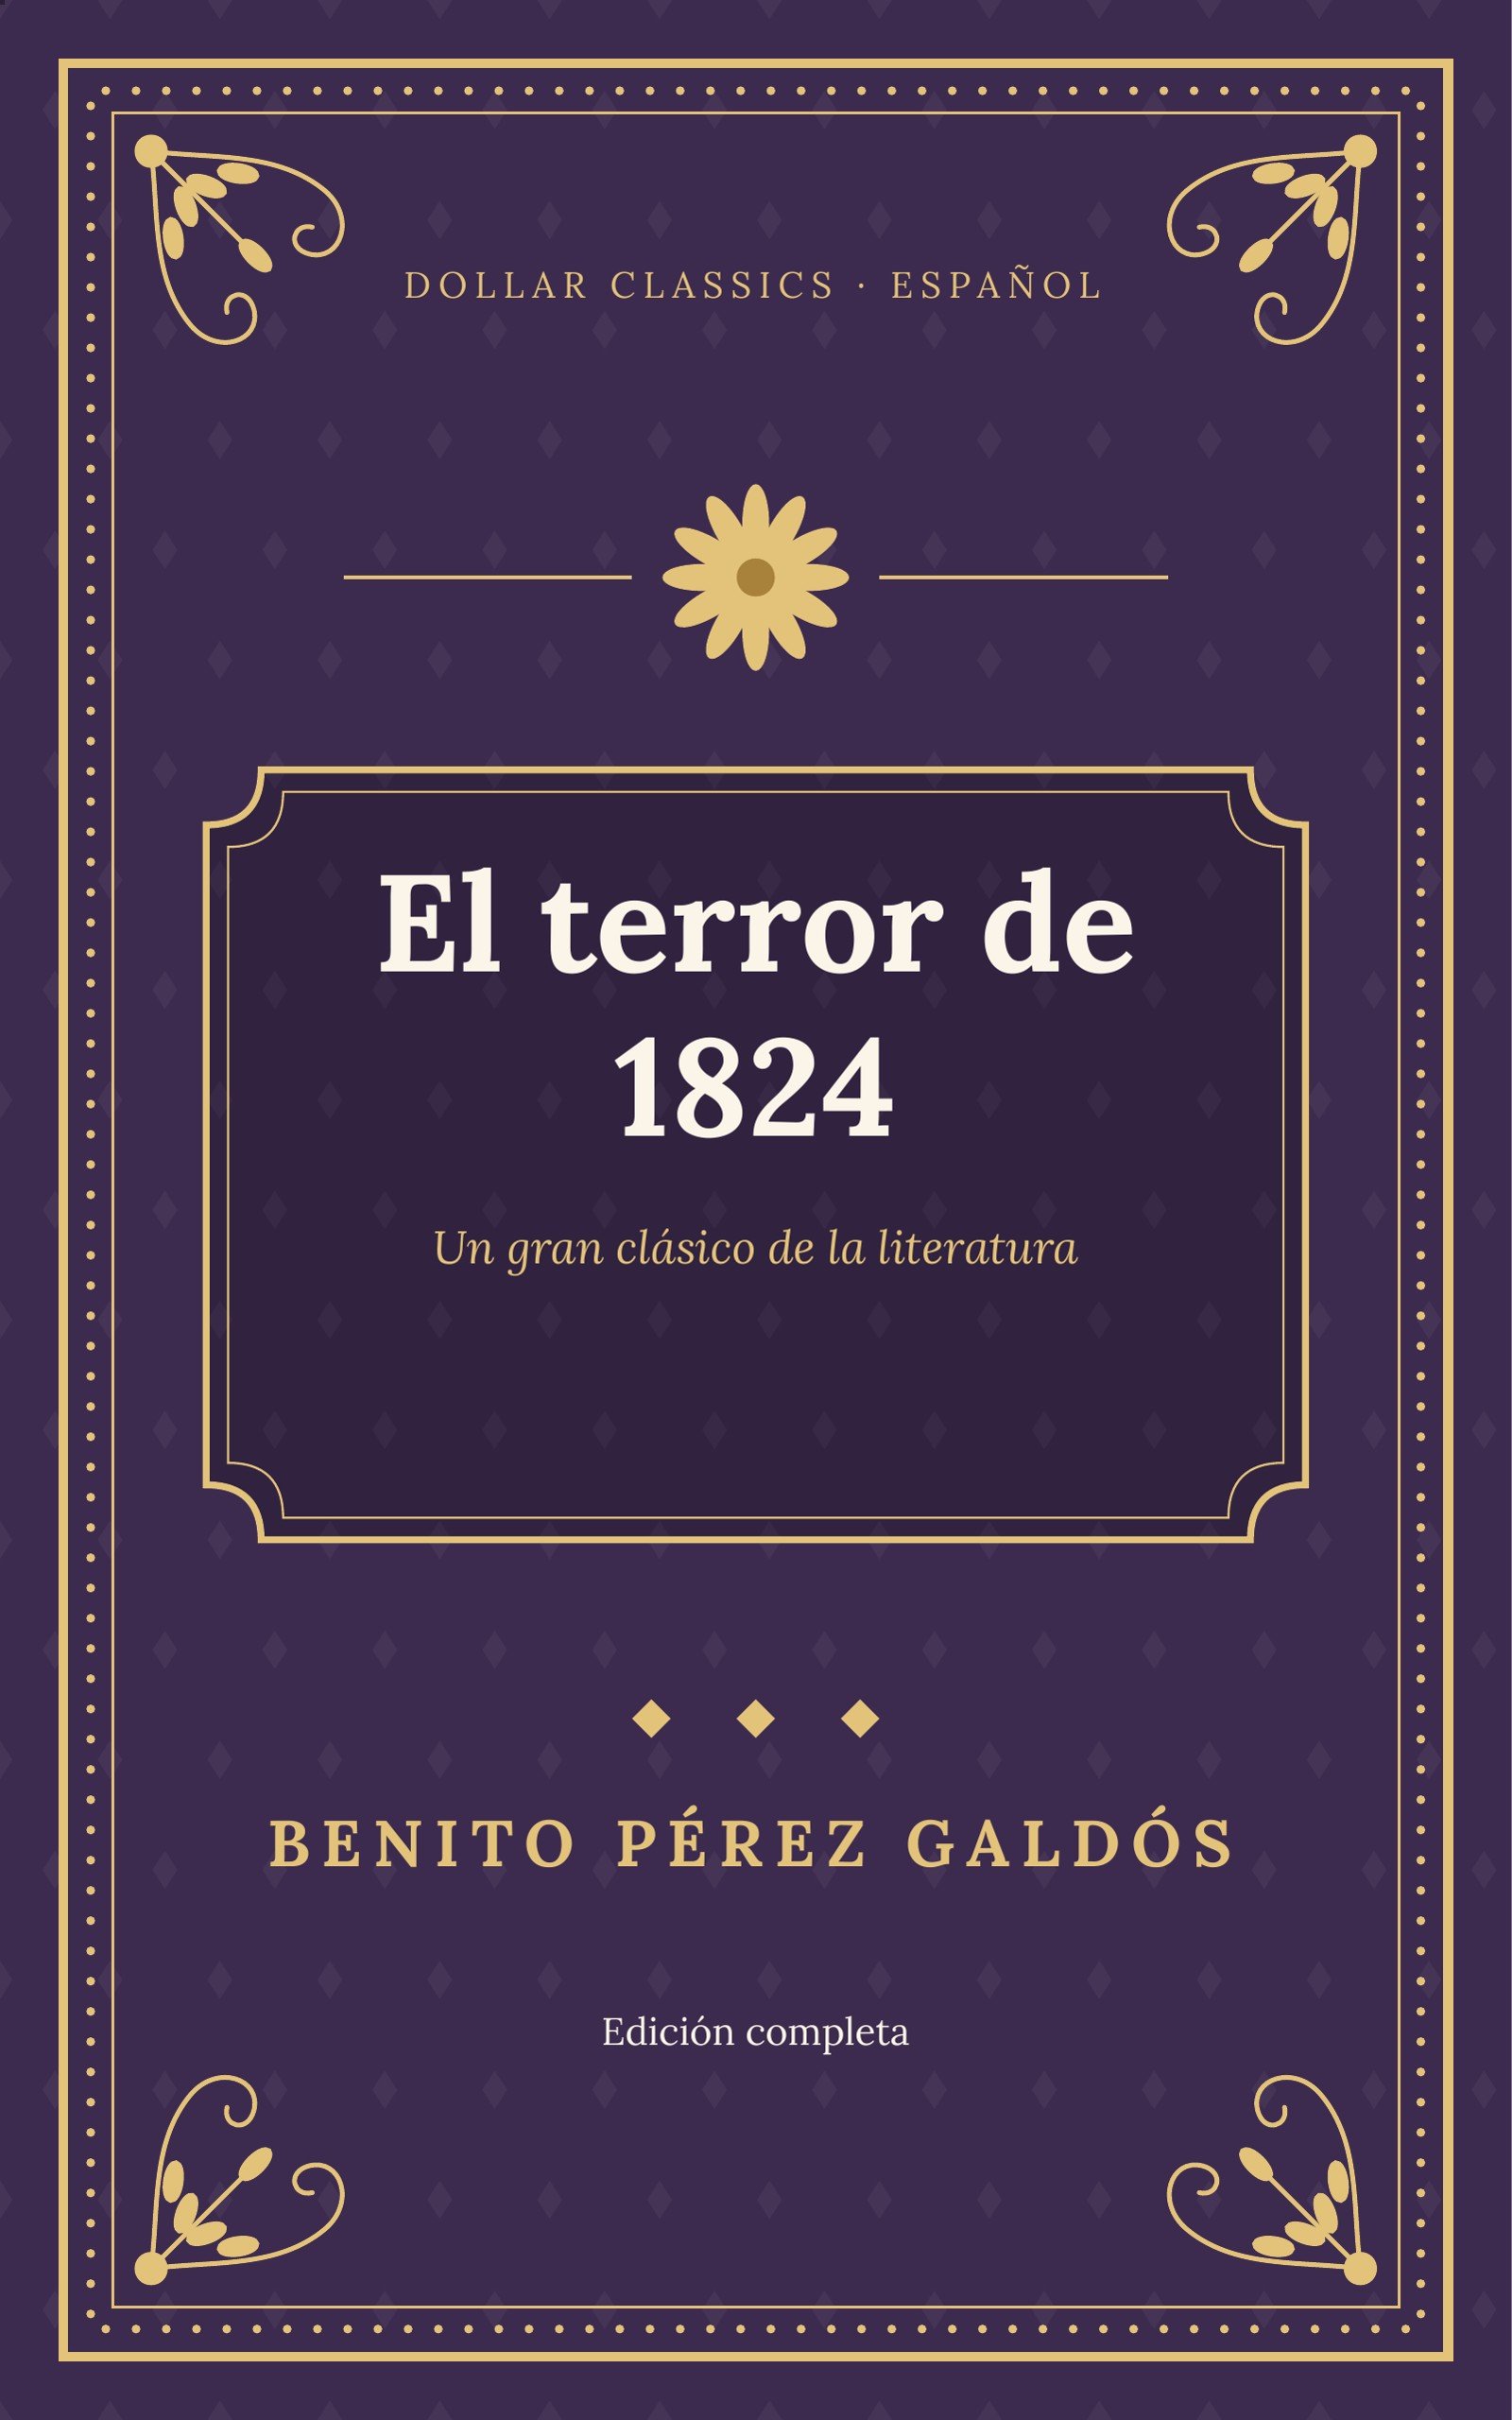 DOLLAR CLASSICS · ESPAÑOL
El terror de
1824
Un gran clásico de la literatura
BENITO PÉREZ GALDÓS
Edición completa